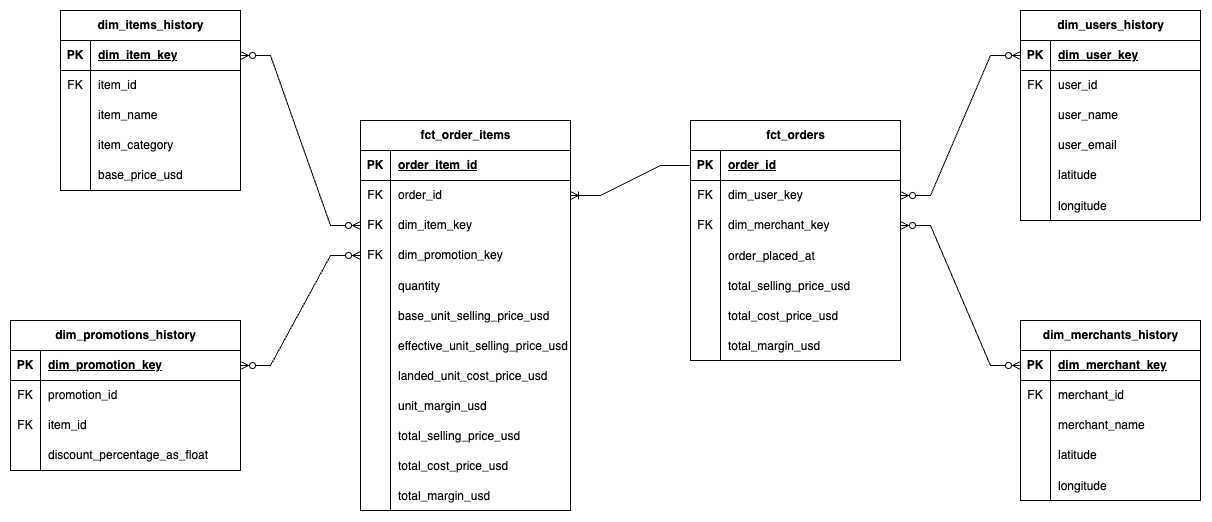 dim_items_history
PK dim_item_key
FK item_id
item_name
item_category
base_price_usd
dim_promotions_history
PK dim_promotion_key
FK promotion_id
FK item_id
discount_percentage_as_float
fct_order_items
PK order_item_id
FK order_id
FK dim_item_key
FK dim_promotion_key
quantity
base_unit_selling_price_usd
effective_unit_selling_price_usd
landed_unit_cost_price_usd
unit_margin_usd
total_selling_price_usd
total_cost_price_usd
total_margin_usd
fct_orders
PK order_id
FK dim_user_key
FK dim_merchant_key
order_placed_at
total_selling_price_usd
total_cost_price_usd
total_margin_usd
dim_users_history
PK dim_user_key
FK user_id
user_name
user_email
latitude
longitude
dim_merchants_history
PK dim_merchant_key
FK merchant_id
merchant_name
latitude
longitude